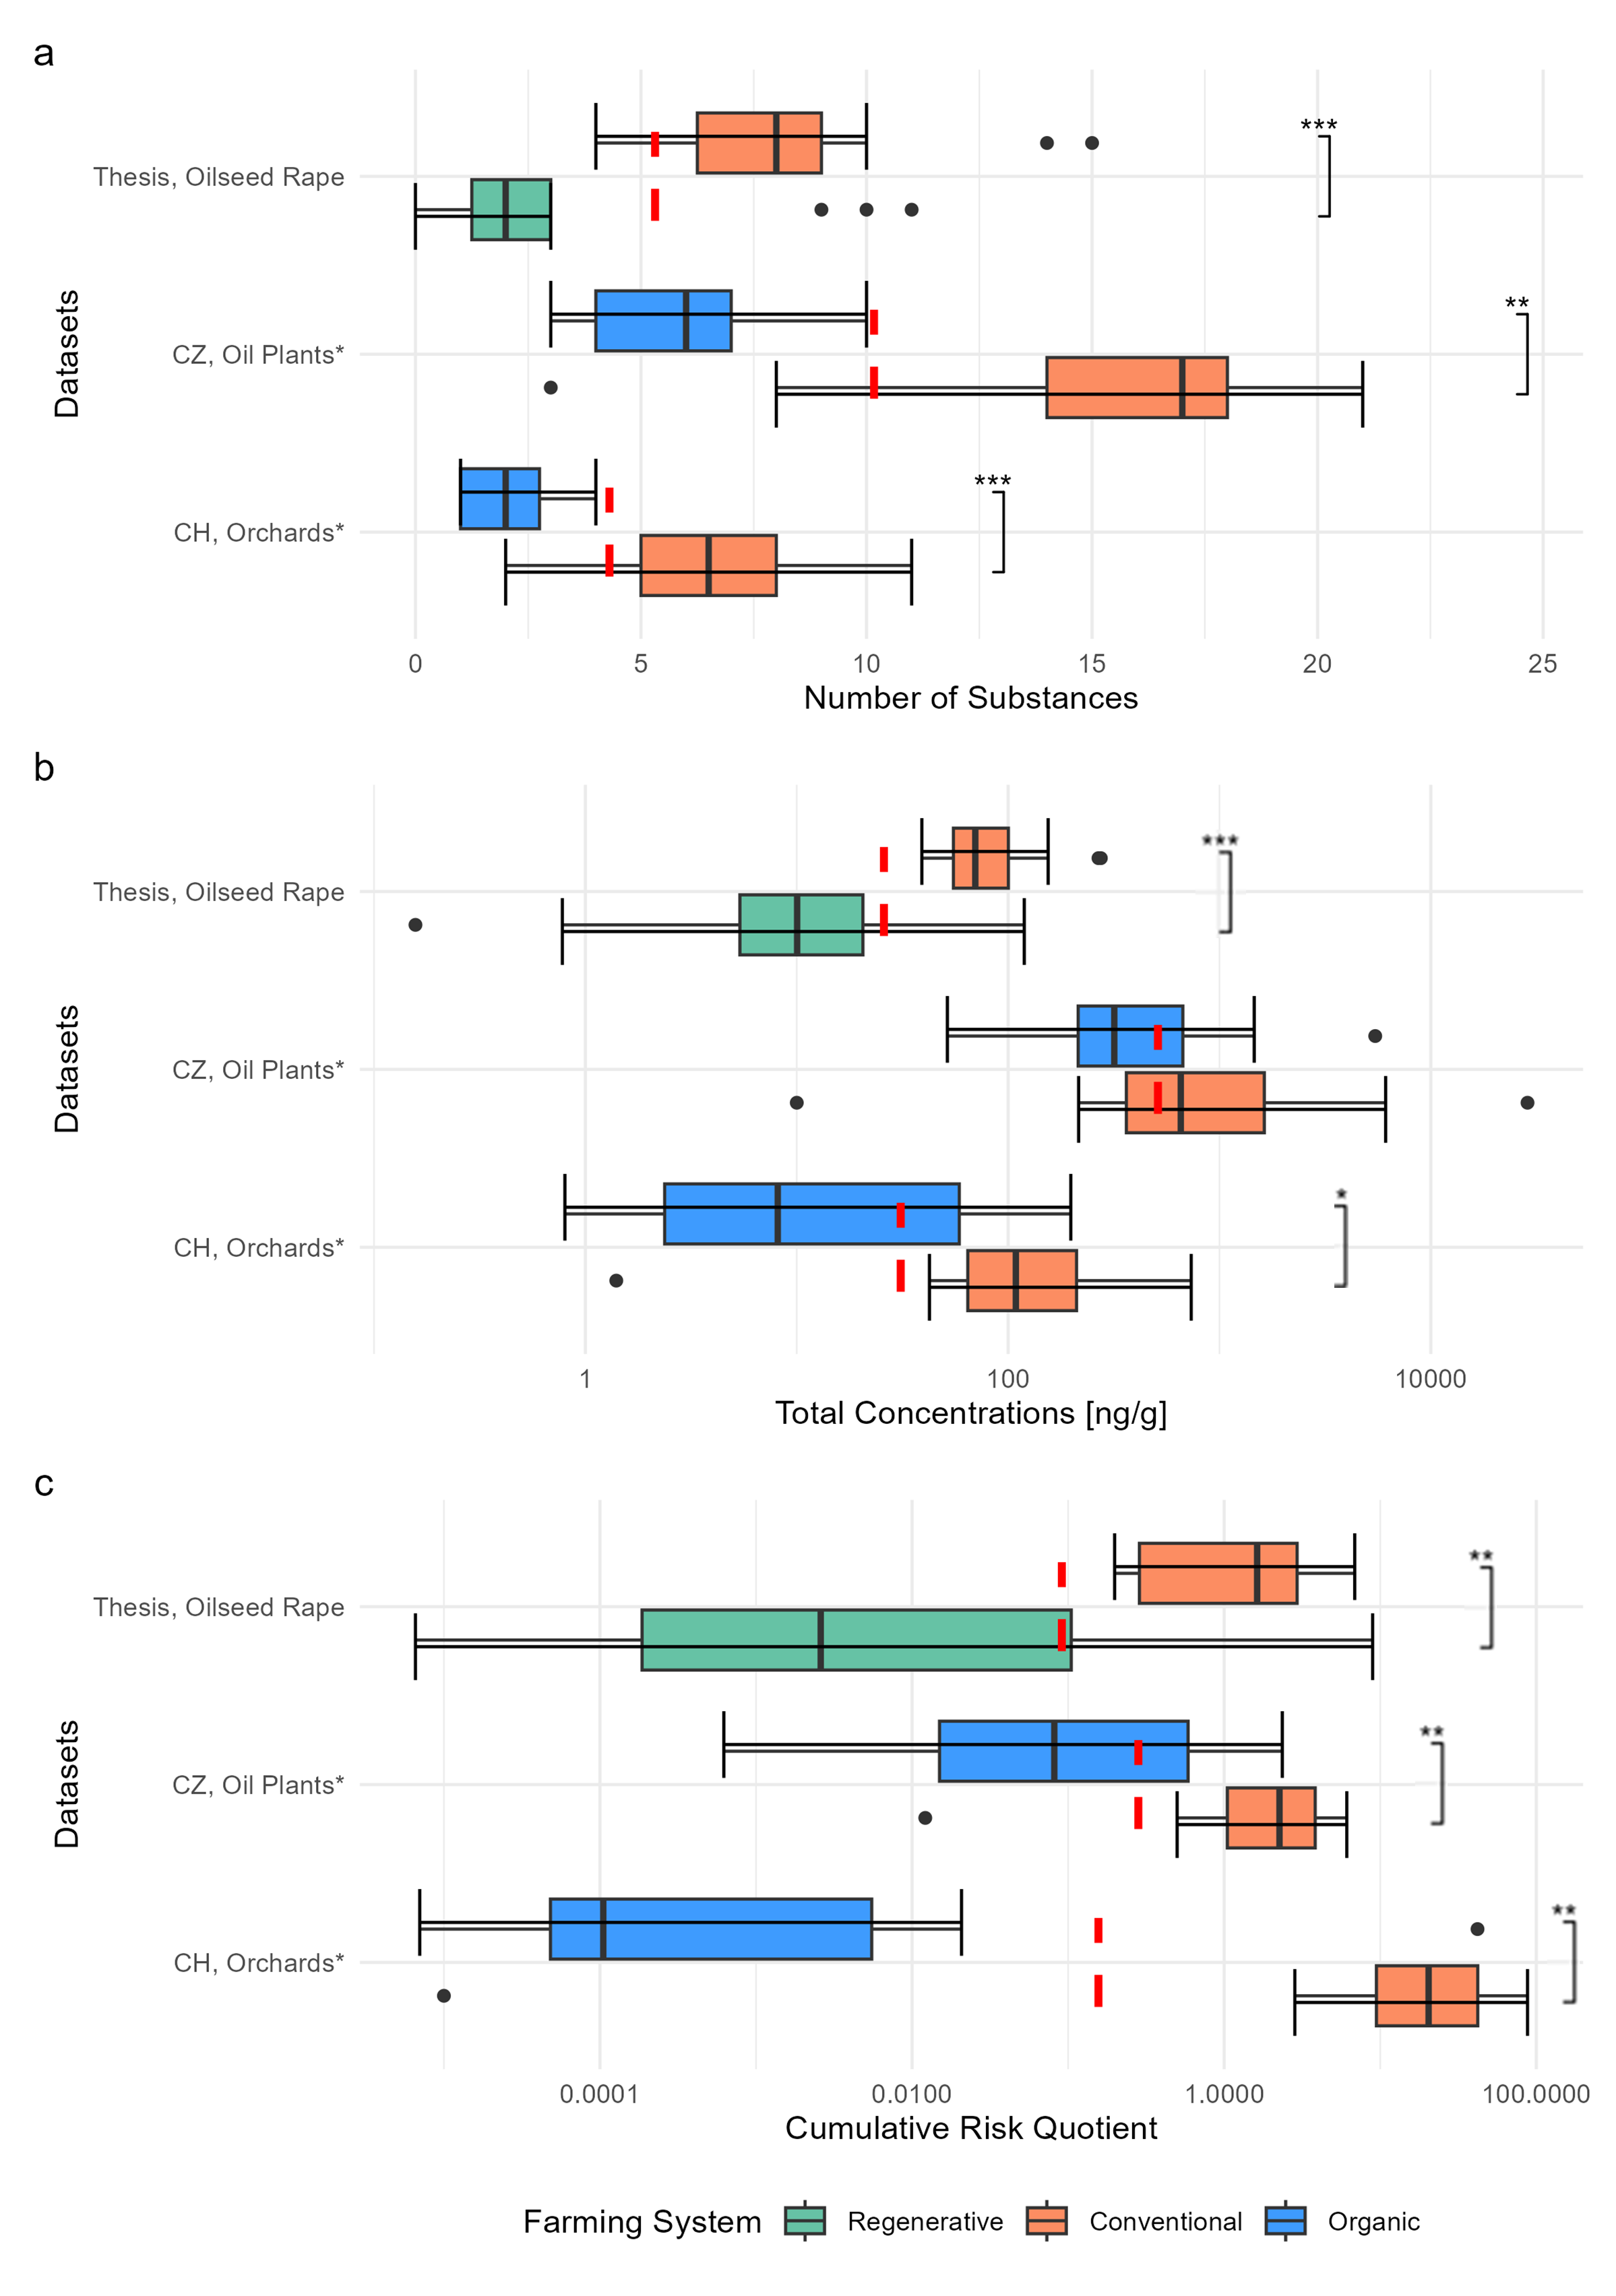 a
***
Thesis, Oilseed Rape
**
CZ, Oil Plants*
***
CH, Orchards*
Datasets
0 5 10 15 20 25
Number of Substances
b
***
Thesis, Oilseed Rape
CZ, Oil Plants*
*
CH, Orchards*
Datasets
1 100 10000
Total Concentrations [ng/g]
c
**
Thesis, Oilseed Rape
**
CZ, Oil Plants*
**
CH, Orchards*
Datasets
0.0001 0.0100 1.0000 100.0000
Cumulative Risk Quotient
Farming System Regenerative Conventional Organic